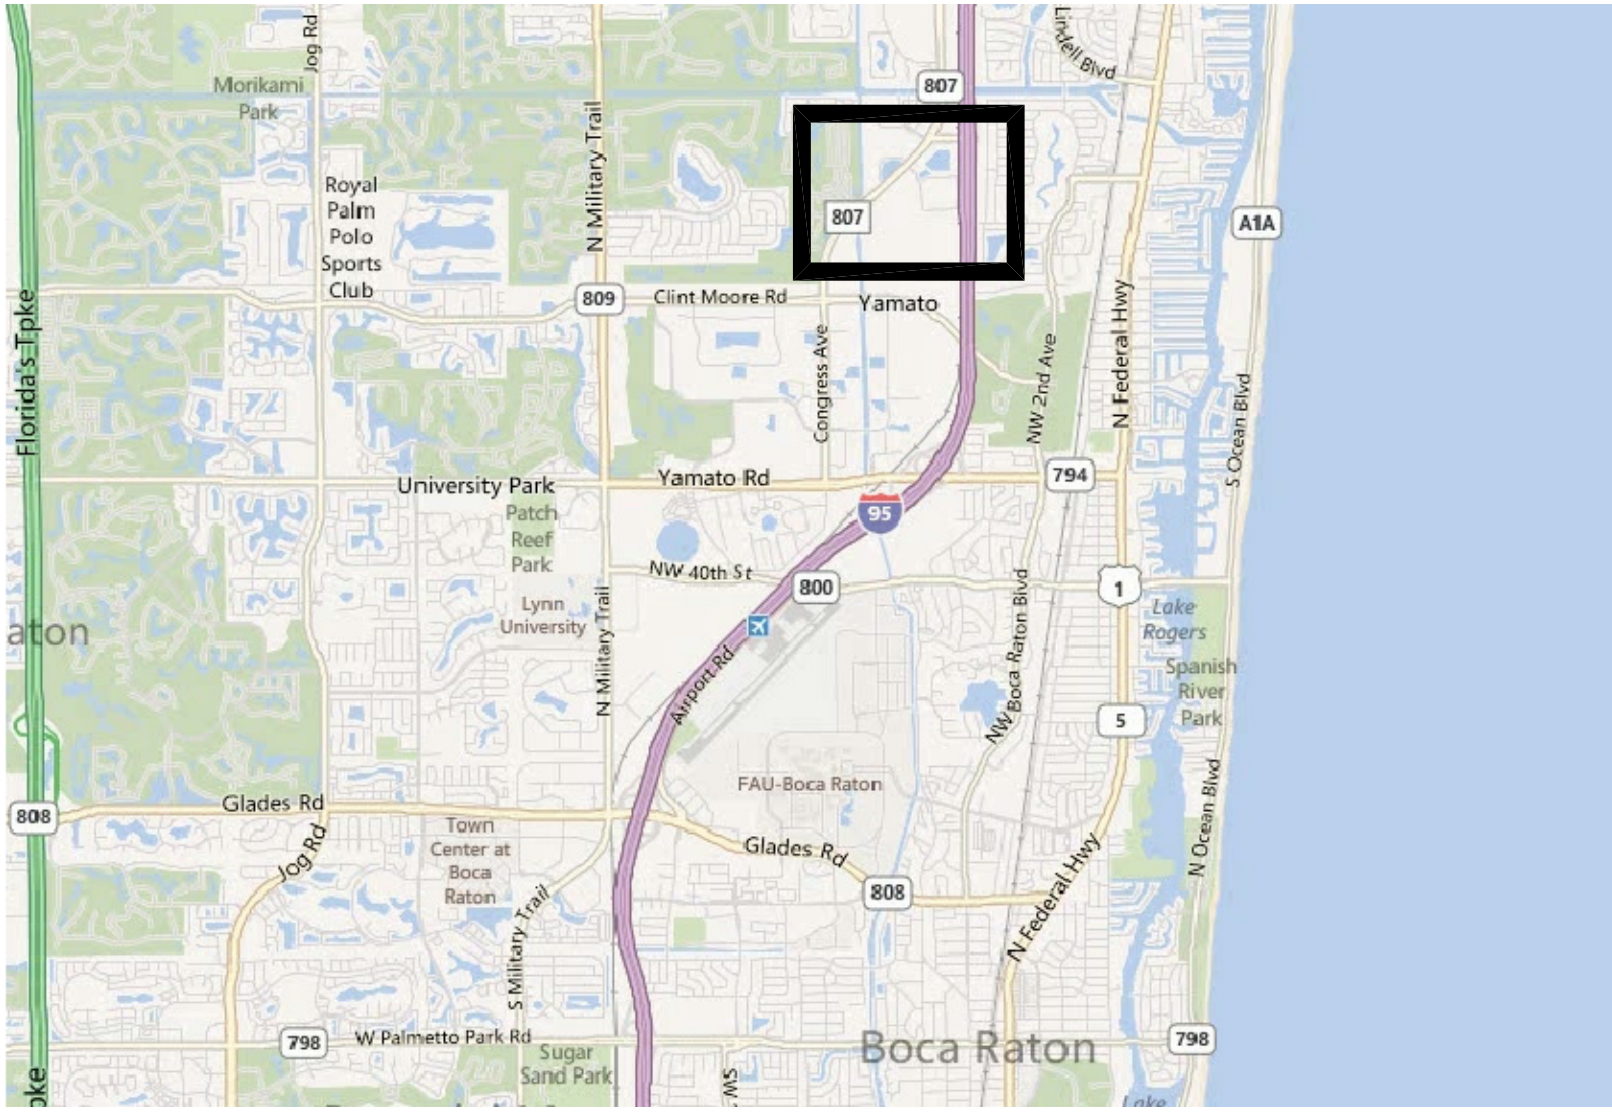 Jog Rd
Lindell Blvd
Morikami
Park
807
N Military Trail
Royal
Palm
Polo
Sports
Club
807
A1A
Florida's Tpke
809
Clint Moore Rd
Yamato
N Federal Hwy
Congress Ave
NW 2nd Ave
S Ocean Blvd
University Park
Yamato Rd
794
Patch
Reef
Park
95
NW 40th St
800
1
Lynn
University
aton
N Military Trail
NW Boca Raton Blvd
Lake
Rogers
Spanish
River
Park
Airport Rd
5
FAU-Boca Raton
N Ocean Blvd
808
Glades Rd
Jog Rd
Town
Center at
Boca
Raton
Glades Rd
808
N Federal Hwy
S Military Trail
798
W Palmetto Park Rd
Sugar
Sand Park
Boca Raton
798
pke
SW
Lake